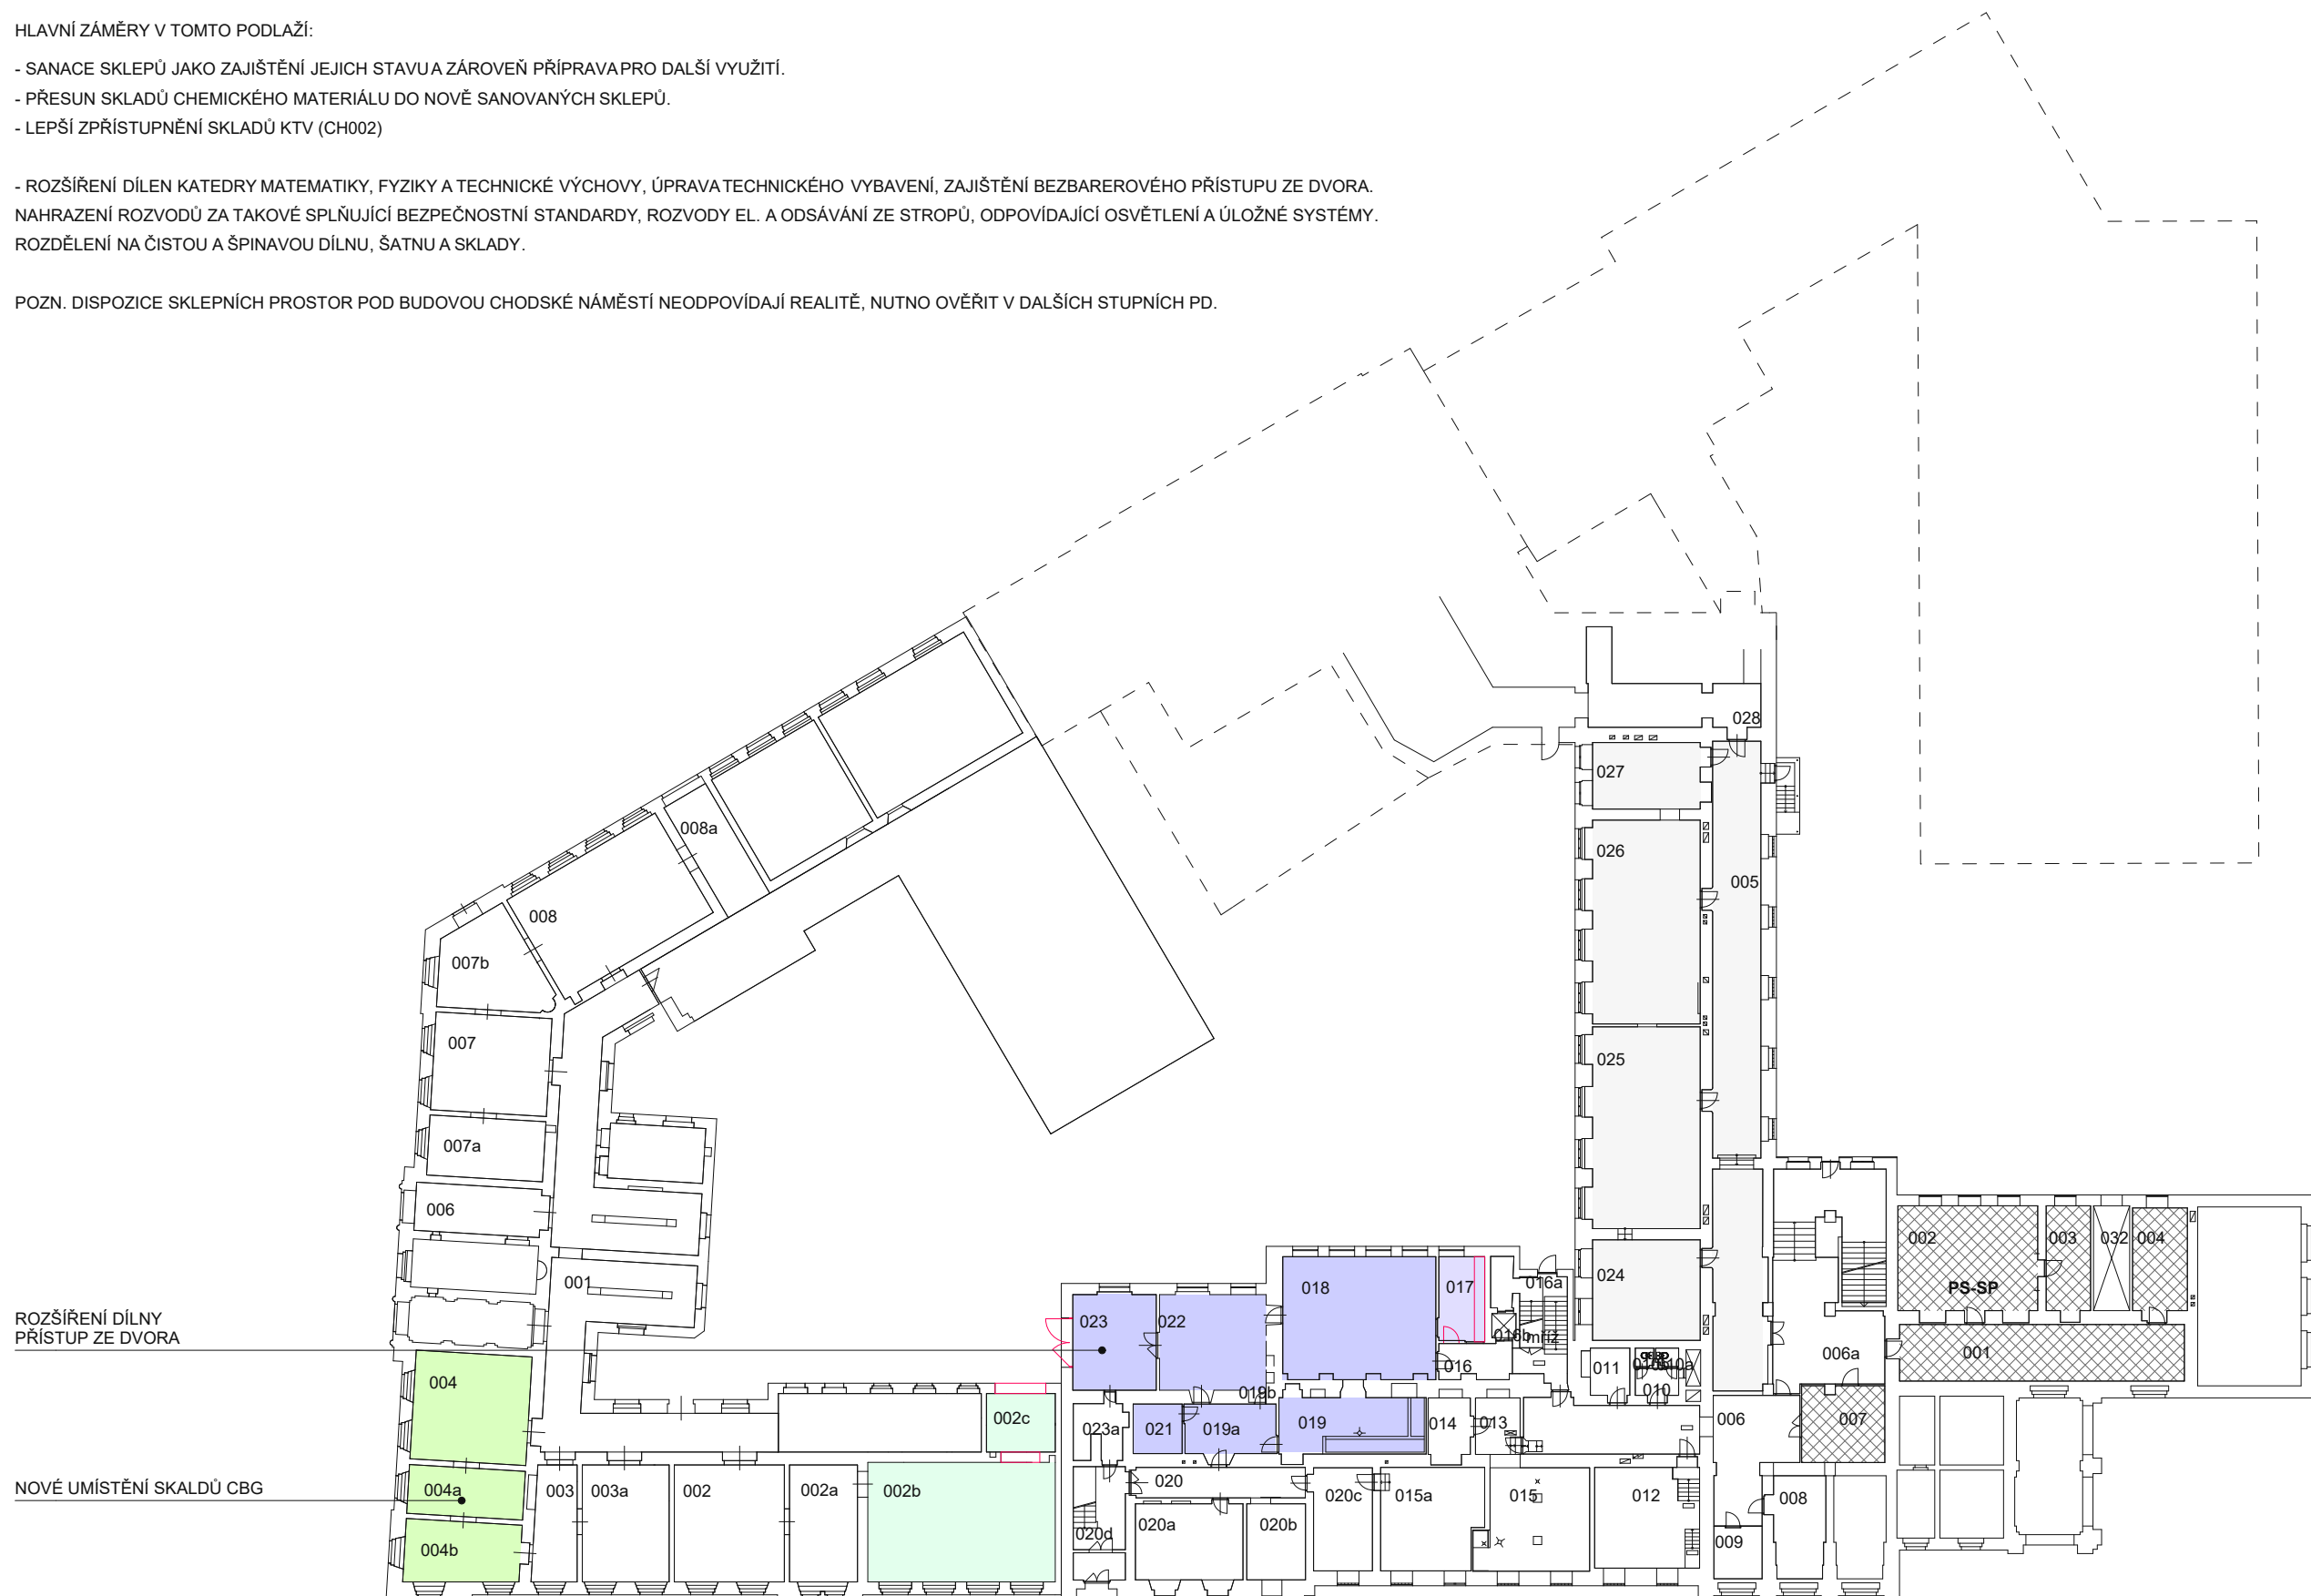 HLAVNÍ ZÁMĚRY V TOMTO PODLAŽÍ:
- SANACE SKLEPŮ JAKO ZAJIŠTĚNÍ JEJICH STAVU A ZÁROVEŇ PŘÍPRAVA PRO DALŠÍ VYUŽITÍ.
- PŘESUN SKLADŮ CHEMICKÉHO MATERIÁLU DO NOVĚ SANOVANÝCH SKLEPŮ.
- LEPŠÍ ZPŘÍSTUPNĚNÍ SKLADŮ KTV (CH002)
- ROZŠÍŘENÍ DÍLEN KATEDRY MATEMATIKY, FYZIKY A TECHNICKÉ VÝCHOVY, ÚPRAVA TECHNICKÉHO VYBAVENÍ, ZAJIŠTĚNÍ BEZBAREROVÉHO PŘÍSTUPU ZE DVORA.
NAHRAZENÍ ROZVODŮ ZA TAKOVÉ SPLŇUJÍCÍ BEZPEČNOSTNÍ STANDARDY, ROZVODY EL. A ODSÁVÁNÍ ZE STROPŮ, ODPOVÍDAJÍCÍ OSVĚTLENÍ A ÚLOŽNÉ SYSTÉMY.
ROZDĚLENÍ NA ČISTOU A ŠPINAVOU DÍLNU, ŠATNU A SKLADY.
POZN. DISPOZICE SKLEPNÍCH PROSTOR POD BUDOVOU CHODSKÉ NÁMĚSTÍ NEODPOVÍDAJÍ REALITĚ, NUTNO OVĚŘIT V DALŠÍCH STUPNÍCH PD.
028
027
008a
026
005
008
007b
007
025
007a
006
002
003
032
004
001
024
018
017
016a
PS-SP
ROZŠÍŘENÍ DÍLNY
PŘÍSTUP ZE DVORA
023
022
016b
mříž
016
011
010a
010
006a
001
004
019b
002c
023a
021
019a
019
014
013
006
007
NOVÉ UMÍSTĚNÍ SKALDŮ CBG
004a
003
003a
002
002a
002b
020
020c
015a
015
012
008
020d
020a
020b
009
004b